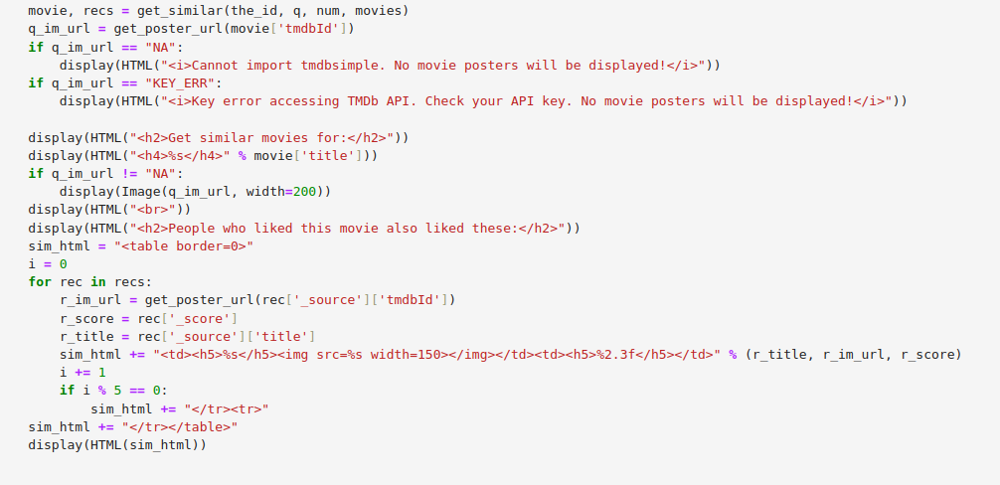 movie, recs = get_similar(the_id, q, num, movies)
q_im_url = get_poster_url(movie['tmdbId'])
if q_im_url == "NA":
    display(HTML("<i>Cannot import tmdbsimple. No movie posters will be displayed!</i>"))
if q_im_url == "KEY_ERR":
    display(HTML("<i>Key error accessing TMDb API. Check your API key. No movie posters will be displayed!</i>"))

display(HTML("<h2>Get similar movies for:</h2>"))
display(HTML("<h4>%s</h4>" % movie['title']))
if q_im_url != "NA":
    display(Image(q_im_url, width=200))
display(HTML("<br>"))
display(HTML("<h2>People who liked this movie also liked these:</h2>"))
sim_html = "<table border=0>"
i = 0
for rec in recs:
    r_im_url = get_poster_url(rec['_source']['tmdbId'])
    r_score = rec['_score']
    r_title = rec['_source']['title']
    sim_html += "<td><h5>%s</h5><img src=%s width=150></img></td><td><h5>%2.3f</h5></td>" % (r_title, r_im_url, r_score)
    i += 1
    if i % 5 == 0:
        sim_html += "</tr><tr>"
sim_html += "</tr></table>"
display(HTML(sim_html))